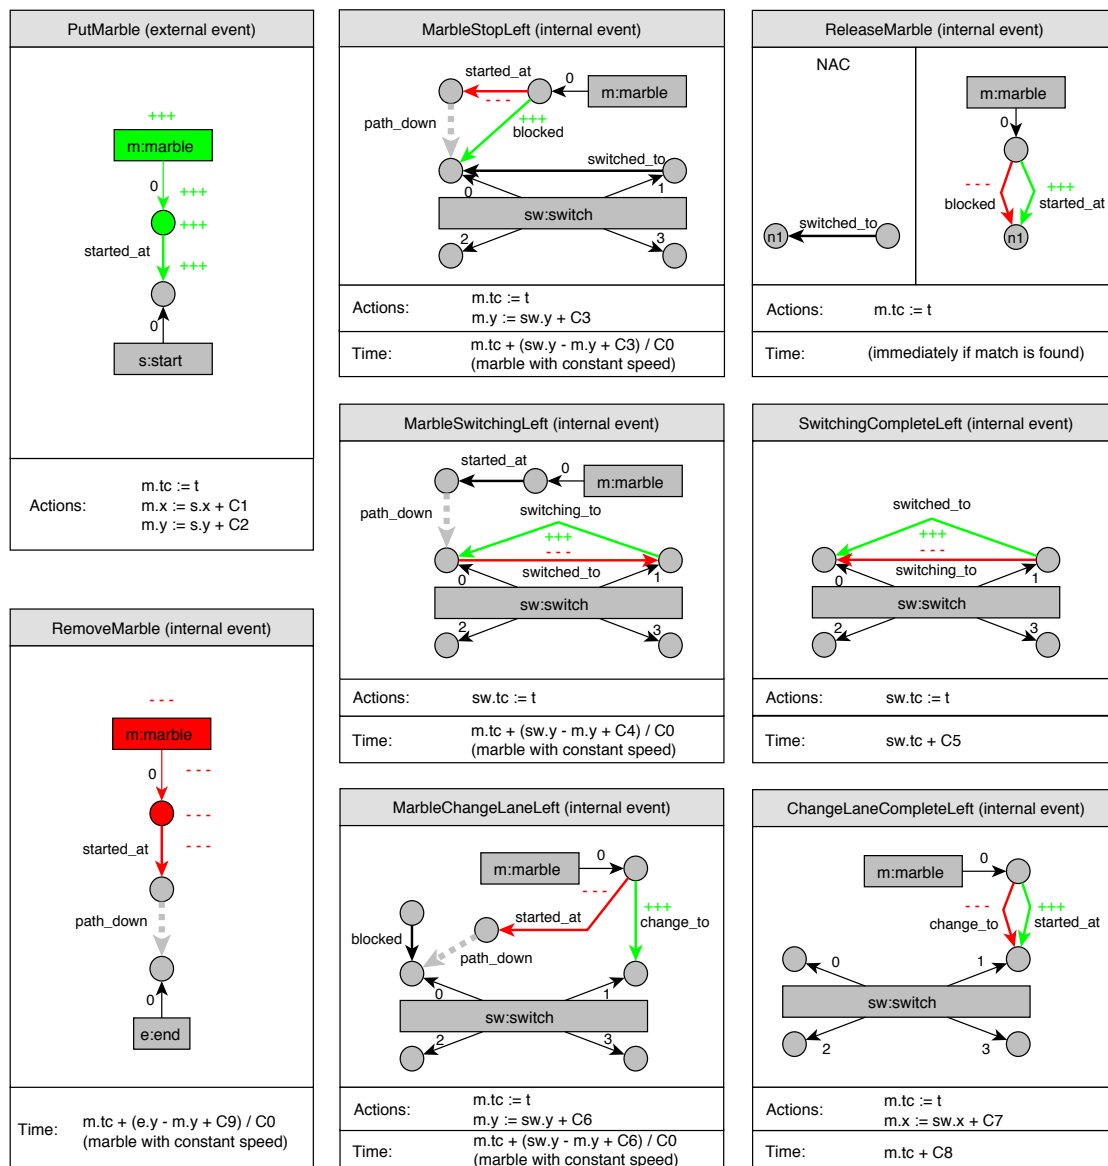 PutMarble (external event)
+++
m:marble
0
+++
+++
started_at
+++
0
s:start
Actions:
m.tc := t
m.x := s.x + C1
m.y := s.y + C2
MarbleStopLeft (internal event)
started_at
0
m:marble
- - -
path_down
+++
blocked
switched_to
0
1
sw:switch
2
3
Actions:
m.tc := t
m.y := sw.y + C3
Time:
m.tc + (sw.y - m.y + C3) / C0
(marble with constant speed)
ReleaseMarble (internal event)
NAC
m:marble
0
- - -
+++
blocked
started_at
n1
switched_to
n1
Actions:
m.tc := t
Time:
(immediately if match is found)
MarbleSwitchingLeft (internal event)
started_at
0
m:marble
path_down
switching_to
+++
- - -
switched_to
0
1
sw:switch
2
3
Actions:
sw.tc := t
Time:
m.tc + (sw.y - m.y + C4) / C0
(marble with constant speed)
SwitchingCompleteLeft (internal event)
switched_to
+++
- - -
switching_to
0
1
sw:switch
2
3
Actions:
sw.tc := t
Time:
sw.tc + C5
RemoveMarble (internal event)
- - -
m:marble
0
- - -
- - -
started_at
- - -
path_down
0
e:end
Time:
m.tc + (e.y - m.y + C9) / C0
(marble with constant speed)
MarbleChangeLaneLeft (internal event)
0
m:marble
- - -
+++
started_at
change_to
blocked
path_down
0
1
sw:switch
2
3
Actions:
m.tc := t
m.y := sw.y + C6
Time:
m.tc + (sw.y - m.y + C6) / C0
(marble with constant speed)
ChangeLaneCompleteLeft (internal event)
0
m:marble
- - -
+++
change_to
started_at
0
1
sw:switch
2
3
Actions:
m.tc := t
m.x := sw.x + C7
Time:
m.tc + C8